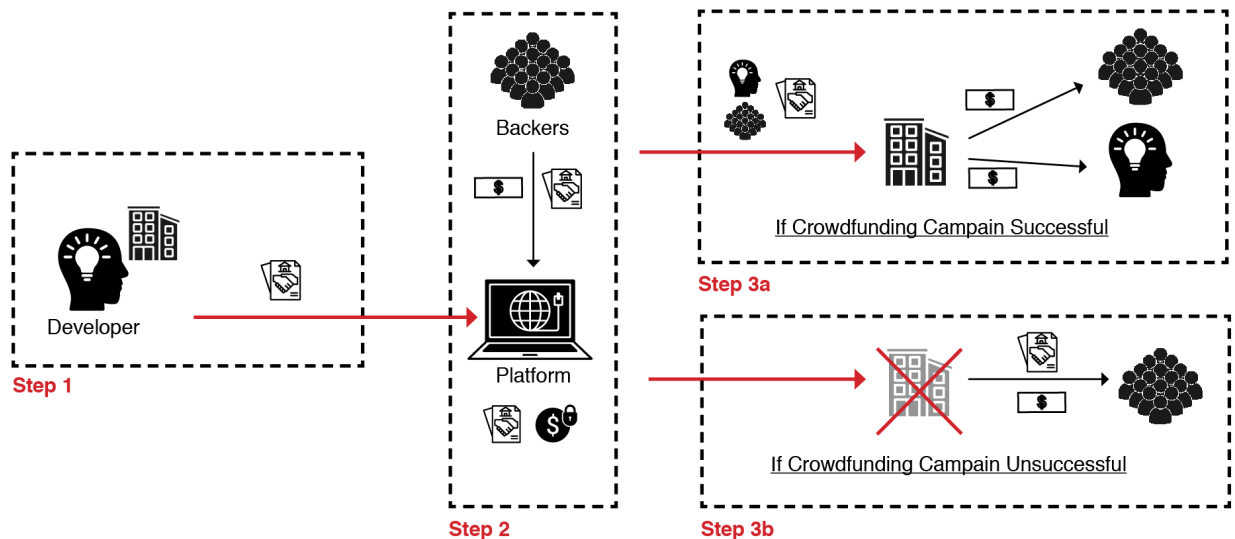 Developer
Step 1
Backers
$
Platform
$
Step 2
$
$
If Crowdfunding Campain Successful
Step 3a
$
If Crowdfunding Campain Unsuccessful
Step 3b